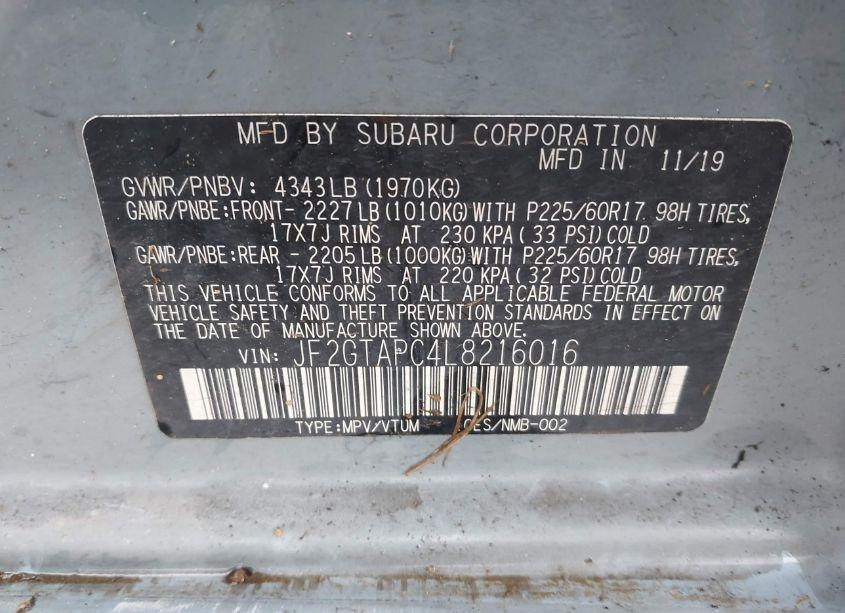 MFD BY SUBARU CORPORATION
MFD IN 11/19
GVWR/PNBV: 4343LB (1970KG)
GAWR/PNBE:FRONT- 2227 LB (1010KG) WITH P225/60R17 98H TIRES,
17X7J RIMS AT 230 KPA ( 33 PSI) COLD
GAWR/PNBE:REAR - 2205 LB (1000KG) WITH P225/60R17 98H TIRES,
17X7J RIMS AT 220 KPA ( 32 PSI) COLD
THIS VEHICLE CONFORMS TO ALL APPLICABLE FEDERAL MOTOR
VEHICLE SAFETY AND THEFT PREVENTION STANDARDS IN EFFECT ON
THE DATE OF MANUFACTURE SHOWN ABOVE.
VIN: JF2GTAPC4L8216016
TYPE:MPV/VTUM